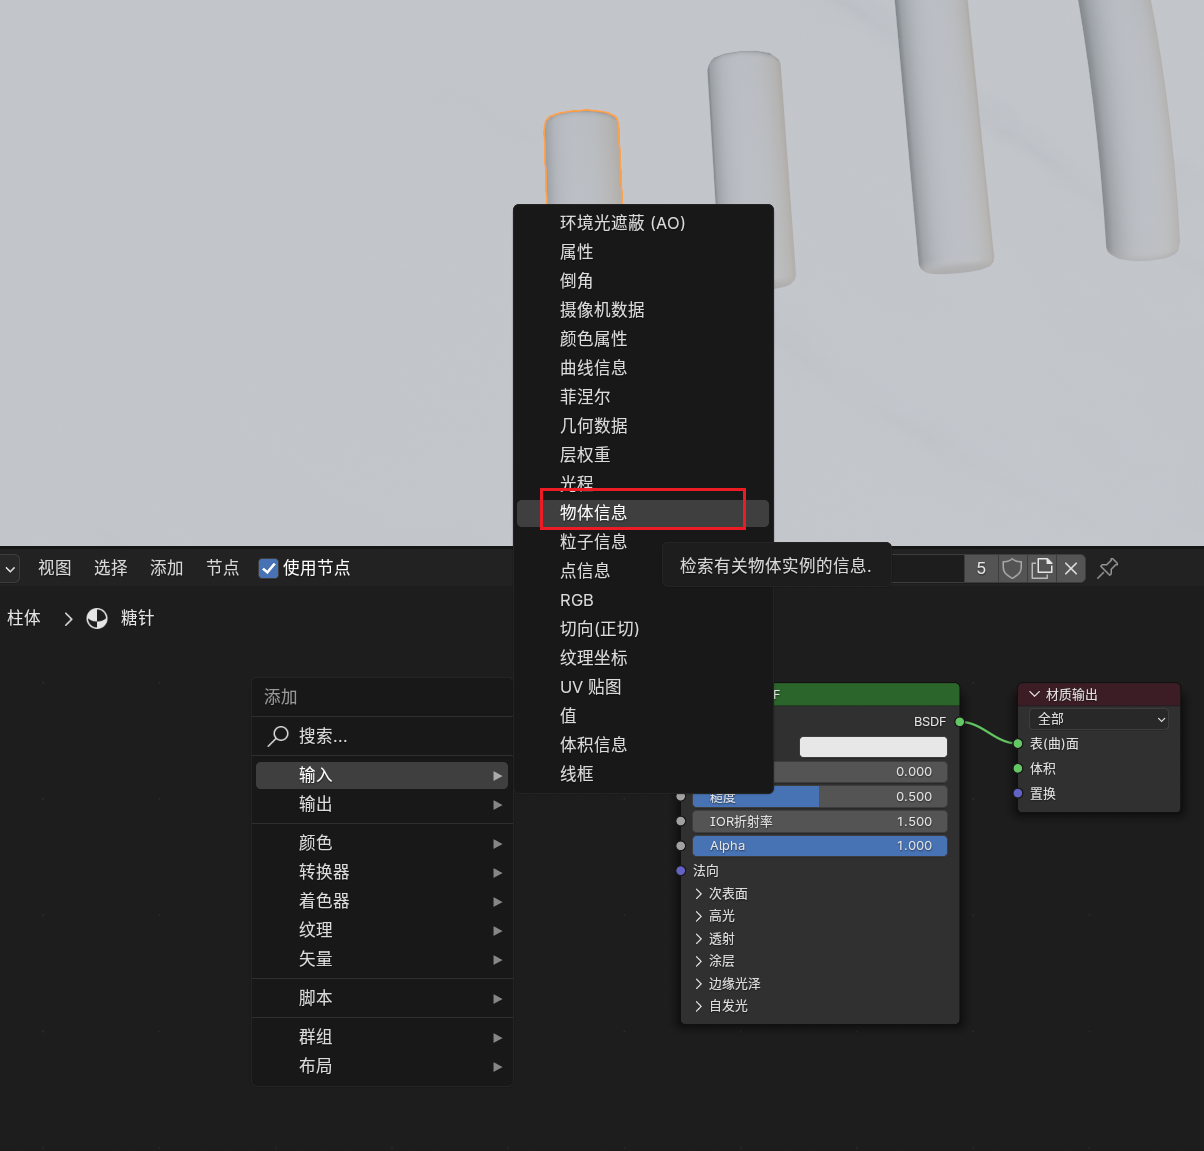 环境光遮蔽 (AO)
属性
倒角
摄像机数据
颜色属性
曲线信息
菲涅尔
几何数据
层权重
光程
物体信息
粒子信息
点信息
RGB
切向(正切)
纹理坐标
UV 贴图
值
体积信息
线框
检索有关物体实例的信息.
视图 选择 添加 节点 使用节点 5
柱体 糖针
添加
搜索...
输入
输出
颜色
转换器
着色器
纹理
矢量
脚本
群组
布局
F
BSDF
0.000
糙度 0.500
IOR折射率 1.500
Alpha 1.000
法向
次表面
高光
透射
涂层
边缘光泽
自发光
材质输出
全部
表(曲)面
体积
置换